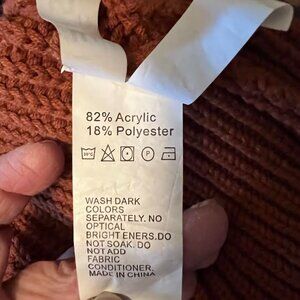 82% Acrylic
18% Polyester
30°C P
WASH DARK
COLORS
SEPARATELY. NO
OPTICAL
BRIGHT ENERS.DO
NOT SOAK. DO
NOT ADD
FABRIC
CONDITIONER.
MADE IN CHINA